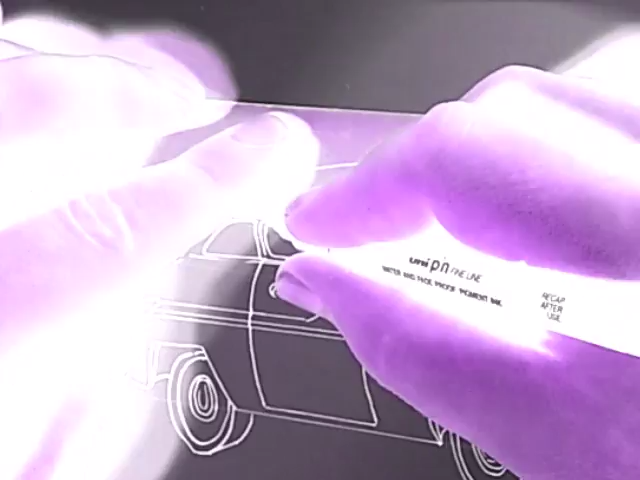 uni pin FINE LINE
WATER AND FADE PROOF PIGMENT INK
RECAP
AFTER
USE